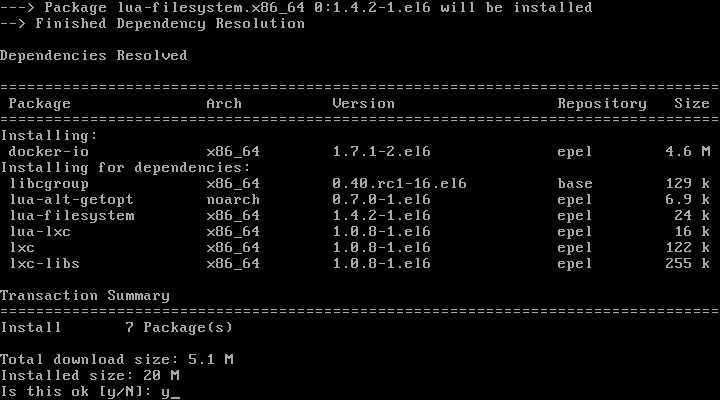 ---> Package lua-filesystem.x86_64 0:1.4.2-1.el6 will be installed
--> Finished Dependency Resolution
Dependencies Resolved
================================================================================
Package Arch Version Repository Size
================================================================================
Installing:
docker-io x86_64 1.7.1-2.el6 epel 4.6 M
Installing for dependencies:
libcgroup x86_64 0.40.rc1-16.el6 base 129 k
lua-alt-getopt noarch 0.7.0-1.el6 epel 6.9 k
lua-filesystem x86_64 1.4.2-1.el6 epel 24 k
lua-lxc x86_64 1.0.8-1.el6 epel 16 k
lxc x86_64 1.0.8-1.el6 epel 122 k
lxc-libs x86_64 1.0.8-1.el6 epel 255 k
Transaction Summary
================================================================================
Install 7 Package(s)
Total download size: 5.1 M
Installed size: 20 M
Is this ok [y/N]: y_